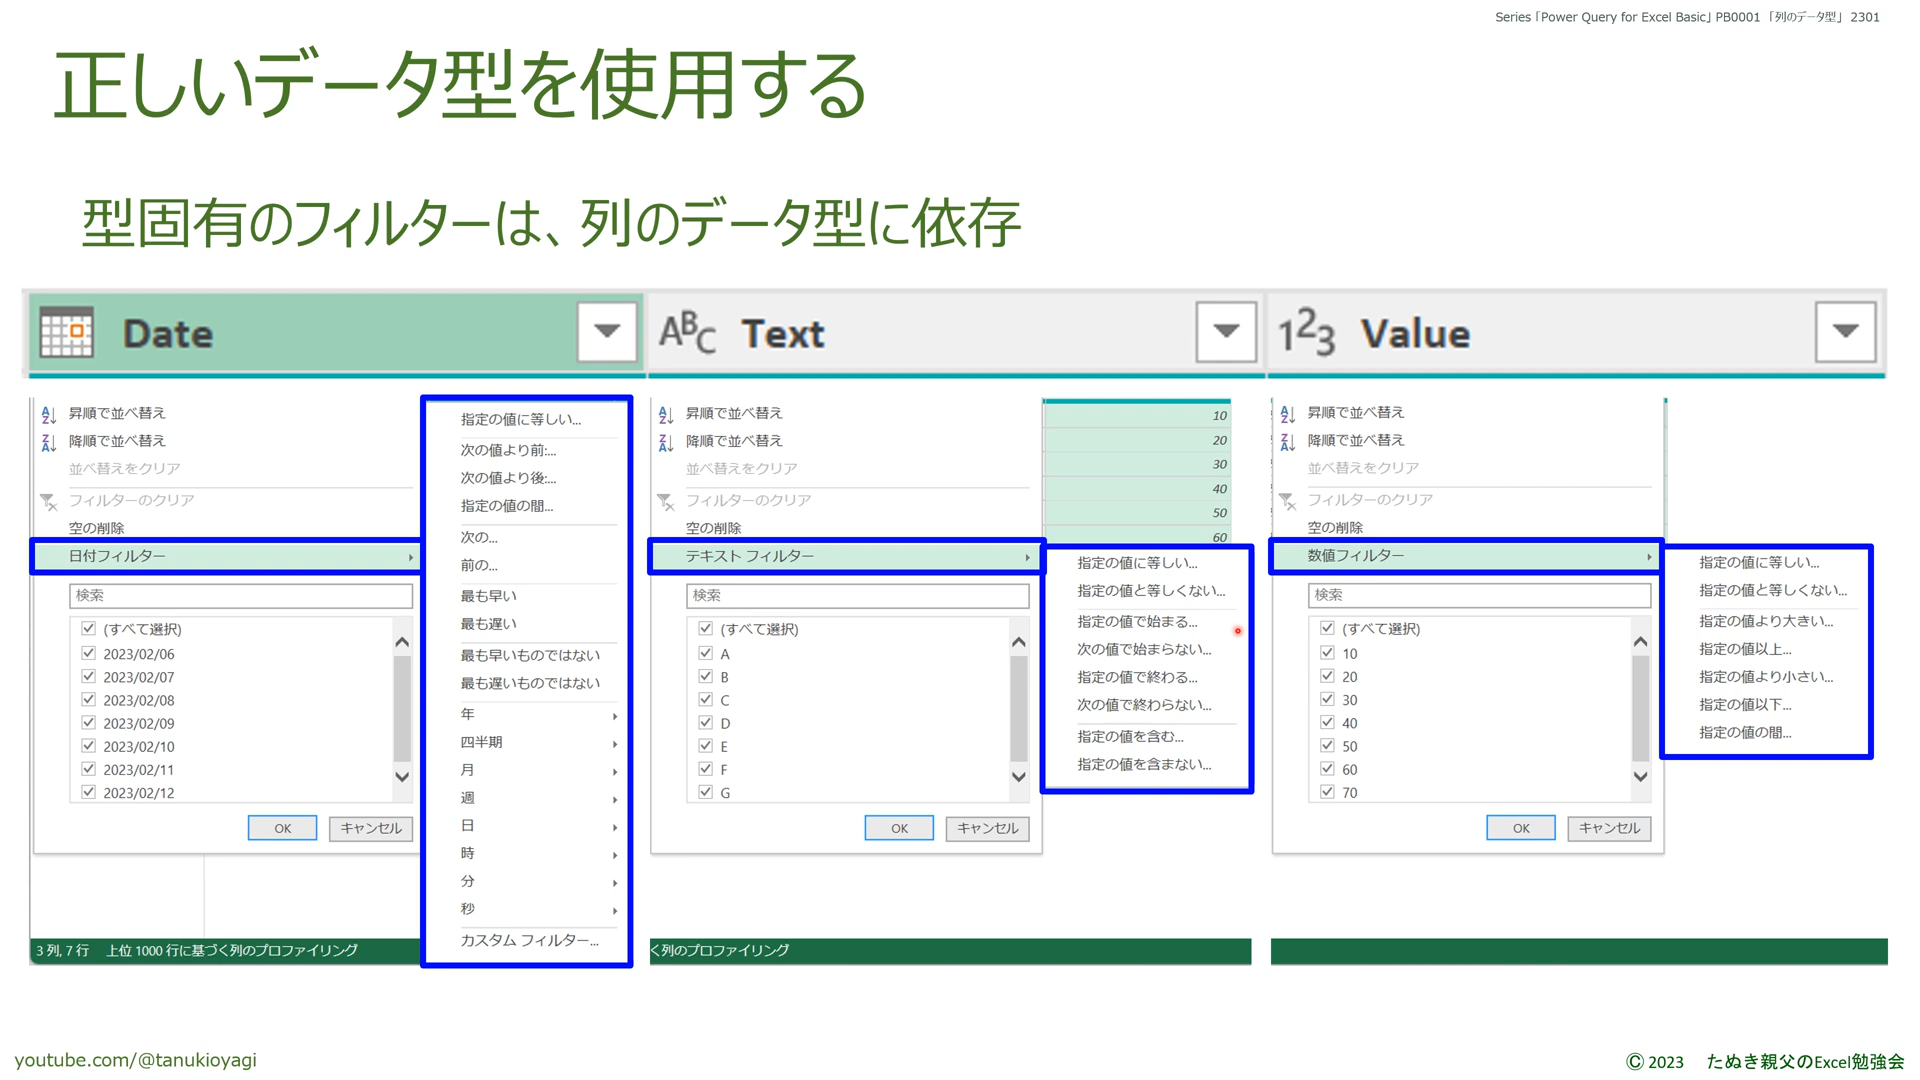 Series「Power Query for Excel Basic」PB0001 「列のデータ型」 2301
正しいデータ型を使用する
型固有のフィルターは、列のデータ型に依存
Date
ABC Text
123 Value
昇順で並べ替え
降順で並べ替え
並べ替えをクリア
フィルターのクリア
空の削除
日付フィルター
検索
(すべて選択)
2023/02/06
2023/02/07
2023/02/08
2023/02/09
2023/02/10
2023/02/11
2023/02/12
OK
キャンセル
3 列, 7 行 上位 1000 行に基づく列のプロファイリング
指定の値に等しい...
次の値より前:...
次の値より後:...
指定の値の間...
次の...
前の...
最も早い
最も遅い
最も早いものではない
最も遅いものではない
年
四半期
月
週
日
時
分
秒
カスタム フィルター...
昇順で並べ替え
降順で並べ替え
並べ替えをクリア
フィルターのクリア
空の削除
テキスト フィルター
検索
(すべて選択)
A
B
C
D
E
F
G
OK
キャンセル
く列のプロファイリング
10
20
30
40
50
60
指定の値に等しい...
指定の値と等しくない...
指定の値で始まる...
次の値で始まらない...
指定の値で終わる...
次の値で終わらない...
指定の値を含む...
指定の値を含まない...
昇順で並べ替え
降順で並べ替え
並べ替えをクリア
フィルターのクリア
空の削除
数値フィルター
検索
(すべて選択)
10
20
30
40
50
60
70
OK
キャンセル
指定の値に等しい...
指定の値と等しくない...
指定の値より大きい...
指定の値以上...
指定の値より小さい...
指定の値以下...
指定の値の間...
youtube.com/@tanukioyagi
© 2023 たぬき親父のExcel勉強会